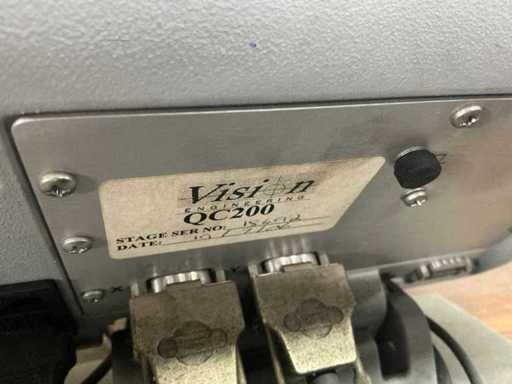 Vision
ENGINEERING
QC200
STAGE SER NO:
DATE:
X
Z